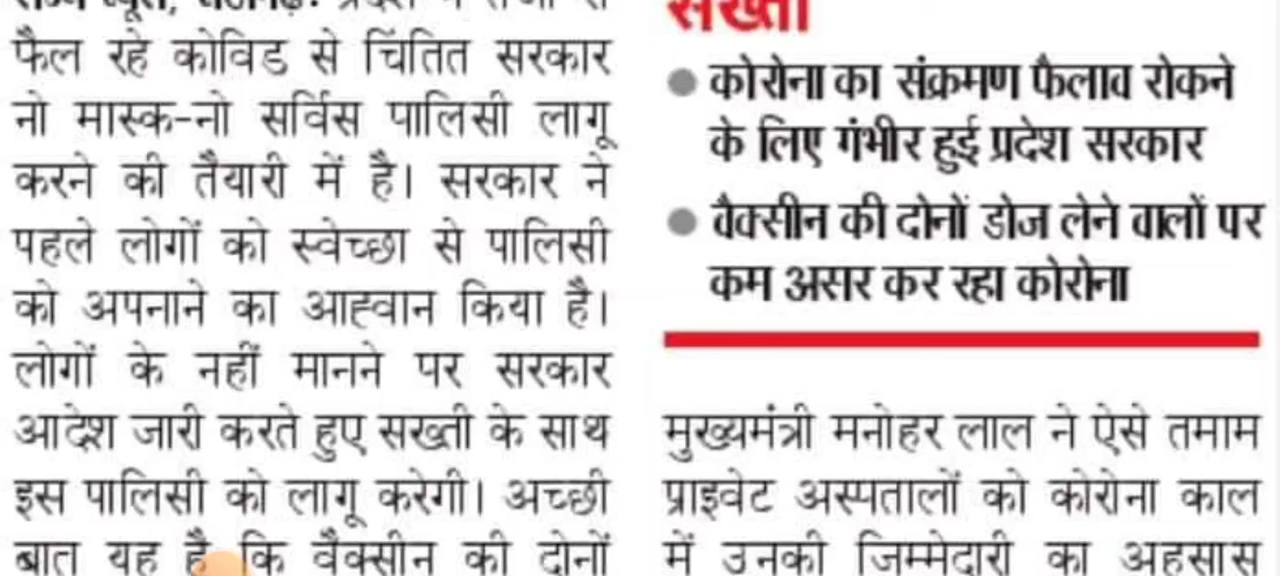 फैल रहे कोविड से चिंतित सरकार
नो मास्क-नो सर्विस पालिसी लागू
करने की तैयारी में है। सरकार ने
पहले लोगों को स्वेच्छा से पालिसी
को अपनाने का आह्वान किया है।
लोगों के नहीं मानने पर सरकार
आदेश जारी करते हुए सख्ती के साथ
इस पालिसी को लागू करेगी। अच्छी
बात यह है कि वैक्सीन की दोनों
सख्ती
कोरोना का संक्रमण फैलाव रोकने
के लिए गंभीर हुई प्रदेश सरकार
वैक्सीन की दोनों डोज लेने वालों पर
कम असर कर रहा कोरोना
मुख्यमंत्री मनोहर लाल ने ऐसे तमाम
प्राइवेट अस्पतालों को कोरोना काल
में उनकी जिम्मेदारी का अहसास